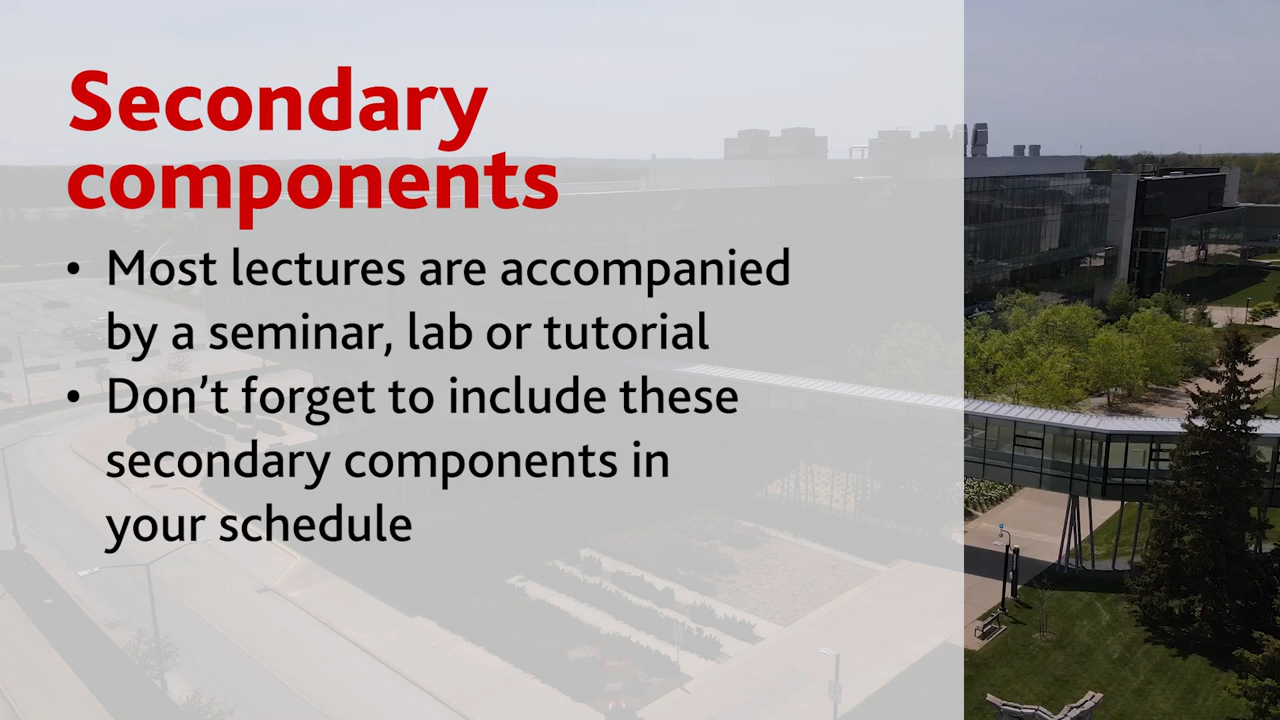 Secondary
components
• Most lectures are accompanied
by a seminar, lab or tutorial
• Don’t forget to include these
secondary components in
your schedule